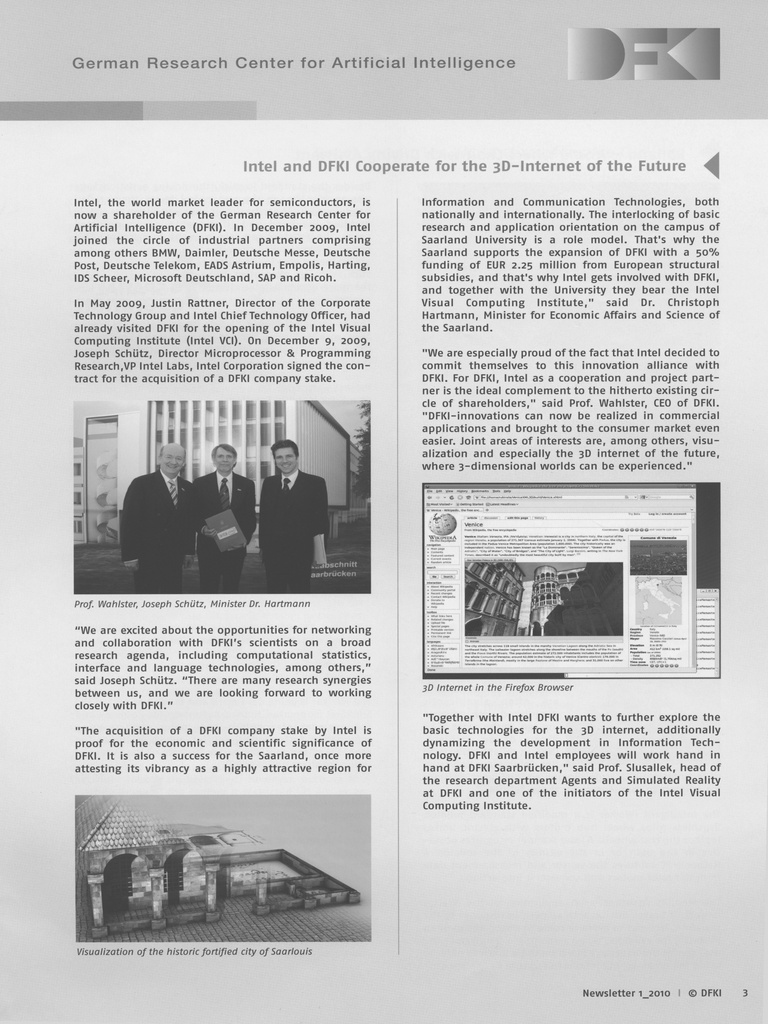 German Research Center for Artificial Intelligence
DFKI
Intel and DFKI Cooperate for the 3D-Internet of the Future
Intel, the world market leader for semiconductors, is
now a shareholder of the German Research Center for
Artificial Intelligence (DFKI). In December 2009, Intel
joined the circle of industrial partners comprising
among others BMW, Daimler, Deutsche Messe, Deutsche
Post, Deutsche Telekom, EADS Astrium, Empolis, Harting,
IDS Scheer, Microsoft Deutschland, SAP and Ricoh.
In May 2009, Justin Rattner, Director of the Corporate
Technology Group and Intel Chief Technology Officer, had
already visited DFKI for the opening of the Intel Visual
Computing Institute (Intel VCI). On December 9, 2009,
Joseph Schütz, Director Microprocessor & Programming
Research,VP Intel Labs, Intel Corporation signed the con-
tract for the acquisition of a DFKI company stake.
aarbrücken
Prof. Wahlster, Joseph Schütz, Minister Dr. Hartmann
"We are excited about the opportunities for networking
and collaboration with DFKI's scientists on a broad
research agenda, including computational statistics,
interface and language technologies, among others,"
said Joseph Schütz. "There are many research synergies
between us, and we are looking forward to working
closely with DFKI."
"The acquisition of a DFKI company stake by Intel is
proof for the economic and scientific significance of
DFKI. It is also a success for the Saarland, once more
attesting its vibrancy as a highly attractive region for
Visualization of the historic fortified city of Saarlouis
Information and Communication Technologies, both
nationally and internationally. The interlocking of basic
research and application orientation on the campus of
Saarland University is a role model. That's why the
Saarland supports the expansion of DFKI with a 50%
funding of EUR 2.25 million from European structural
subsidies, and that's why Intel gets involved with DFKI,
and together with the University they bear the Intel
Visual Computing Institute," said Dr. Christoph
Hartmann, Minister for Economic Affairs and Science of
the Saarland.
"We are especially proud of the fact that Intel decided to
commit themselves to this innovation alliance with
DFKI. For DFKI, Intel as a cooperation and project part-
ner is the ideal complement to the hitherto existing cir-
cle of shareholders," said Prof. Wahlster, CEO of DFKI.
"DFKI-innovations can now be realized in commercial
applications and brought to the consumer market even
easier. Joint areas of interests are, among others, visu-
alization and especially the 3D internet of the future,
where 3-dimensional worlds can be experienced."
Venice
WIKIPEDIA
3D Internet in the Firefox Browser
"Together with Intel DFKI wants to further explore the
basic technologies for the 3D internet, additionally
dynamizing the development in Information Tech-
nology. DFKI and Intel employees will work hand in
hand at DFKI Saarbrücken," said Prof. Slusallek, head of
the research department Agents and Simulated Reality
at DFKI and one of the initiators of the Intel Visual
Computing Institute.
Newsletter 1_2010 | © DFKI 3